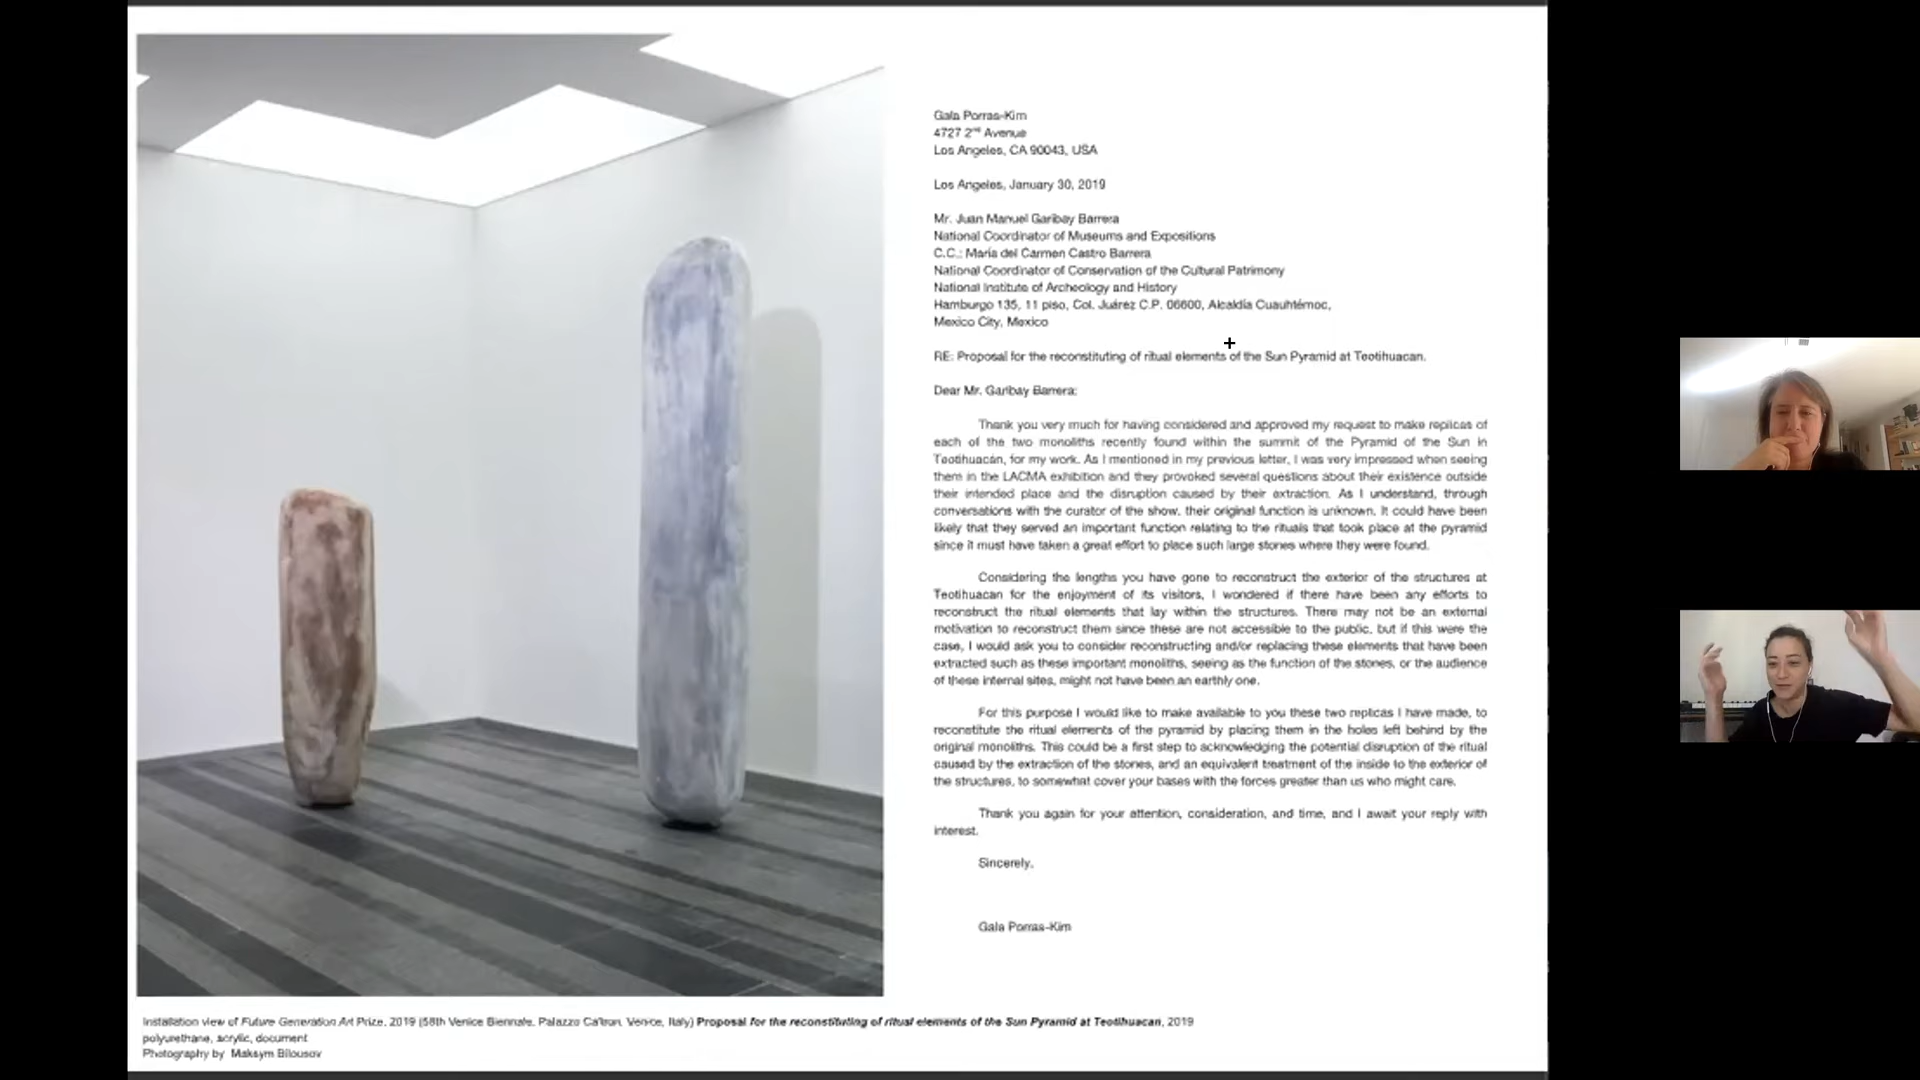 Gala Porras-Kim
4727 2nd Avenue
Los Angeles, CA 90043, USA
Los Angeles, January 30, 2019
Mr. Juan Manuel Garibay Barrera
National Coordinator of Museums and Expositions
C.C.: María del Carmen Castro Barrera
National Coordinator of Conservation of the Cultural Patrimony
National Institute of Archeology and History
Hamburgo 135, 11 piso, Col. Juárez C.P. 06600, Alcaldía Cuauhtémoc,
Mexico City, Mexico
RE: Proposal for the reconstituting of ritual elements of the Sun Pyramid at Teotihuacan.
Dear Mr. Garibay Barrera:
Thank you very much for having considered and approved my request to make replicas of
each of the two monoliths recently found within the summit of the Pyramid of the Sun in
Teotihuacán, for my work. As I mentioned in my previous letter, I was very impressed when seeing
them in the LACMA exhibition and they provoked several questions about their existence outside
their intended place and the disruption caused by their extraction. As I understand, through
conversations with the curator of the show, their original function is unknown. It could have been
likely that they served an important function relating to the rituals that took place at the pyramid
since it must have taken a great effort to place such large stones where they were found.
Considering the lengths you have gone to reconstruct the exterior of the structures at
Teotihuacan for the enjoyment of its visitors, I wondered if there have been any efforts to
reconstruct the ritual elements that lay within the structures. There may not be an external
motivation to reconstruct them since these are not accessible to the public, but if this were the
case, I would ask you to consider reconstructing and/or replacing these elements that have been
extracted such as these important monoliths, seeing as the function of the stones, or the audience
of these internal sites, might not have been an earthly one.
For this purpose I would like to make available to you these two replicas I have made, to
reconstitute the ritual elements of the pyramid by placing them in the holes left behind by the
original monoliths. This could be a first step to acknowledging the potential disruption of the ritual
caused by the extraction of the stones, and an equivalent treatment of the inside to the exterior of
the structures, to somewhat cover your bases with the forces greater than us who might care.
Thank you again for your attention, consideration, and time, and I await your reply with
interest.
Sincerely,
Gala Porras-Kim
Installation view of Future Generation Art Prize, 2019 (58th Venice Biennale, Palazzo Ca'tron, Venice, Italy) Proposal for the reconstituting of ritual elements of the Sun Pyramid at Teotihuacan, 2019
polyurethane, acrylic, document
Photography by Maksym Bilousov